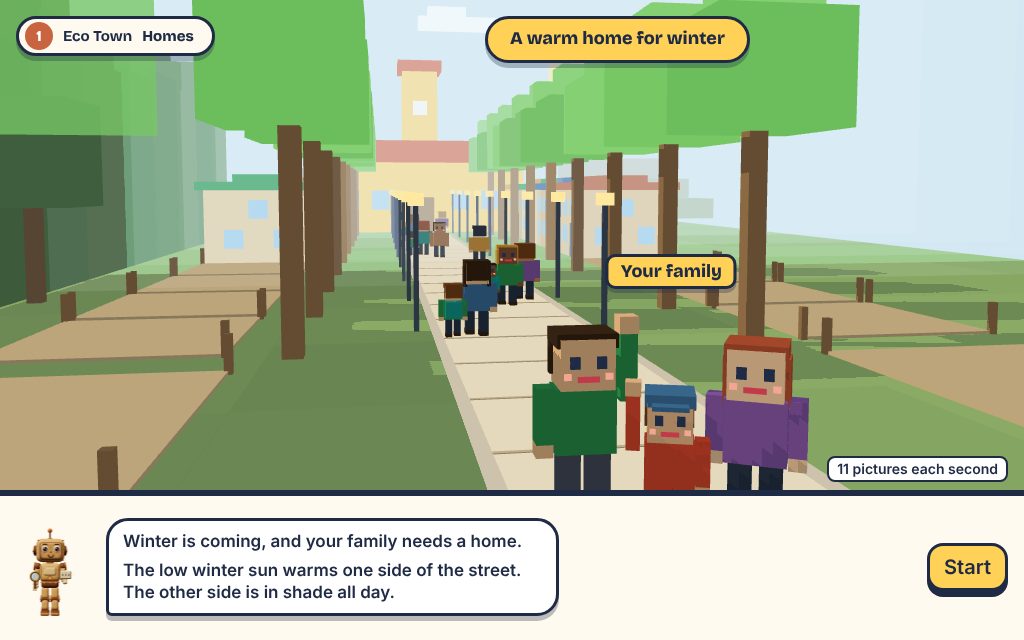 1 Eco Town Homes
A warm home for winter
Your family
11 pictures each second
Winter is coming, and your family needs a home.
The low winter sun warms one side of the street.
The other side is in shade all day.
Start